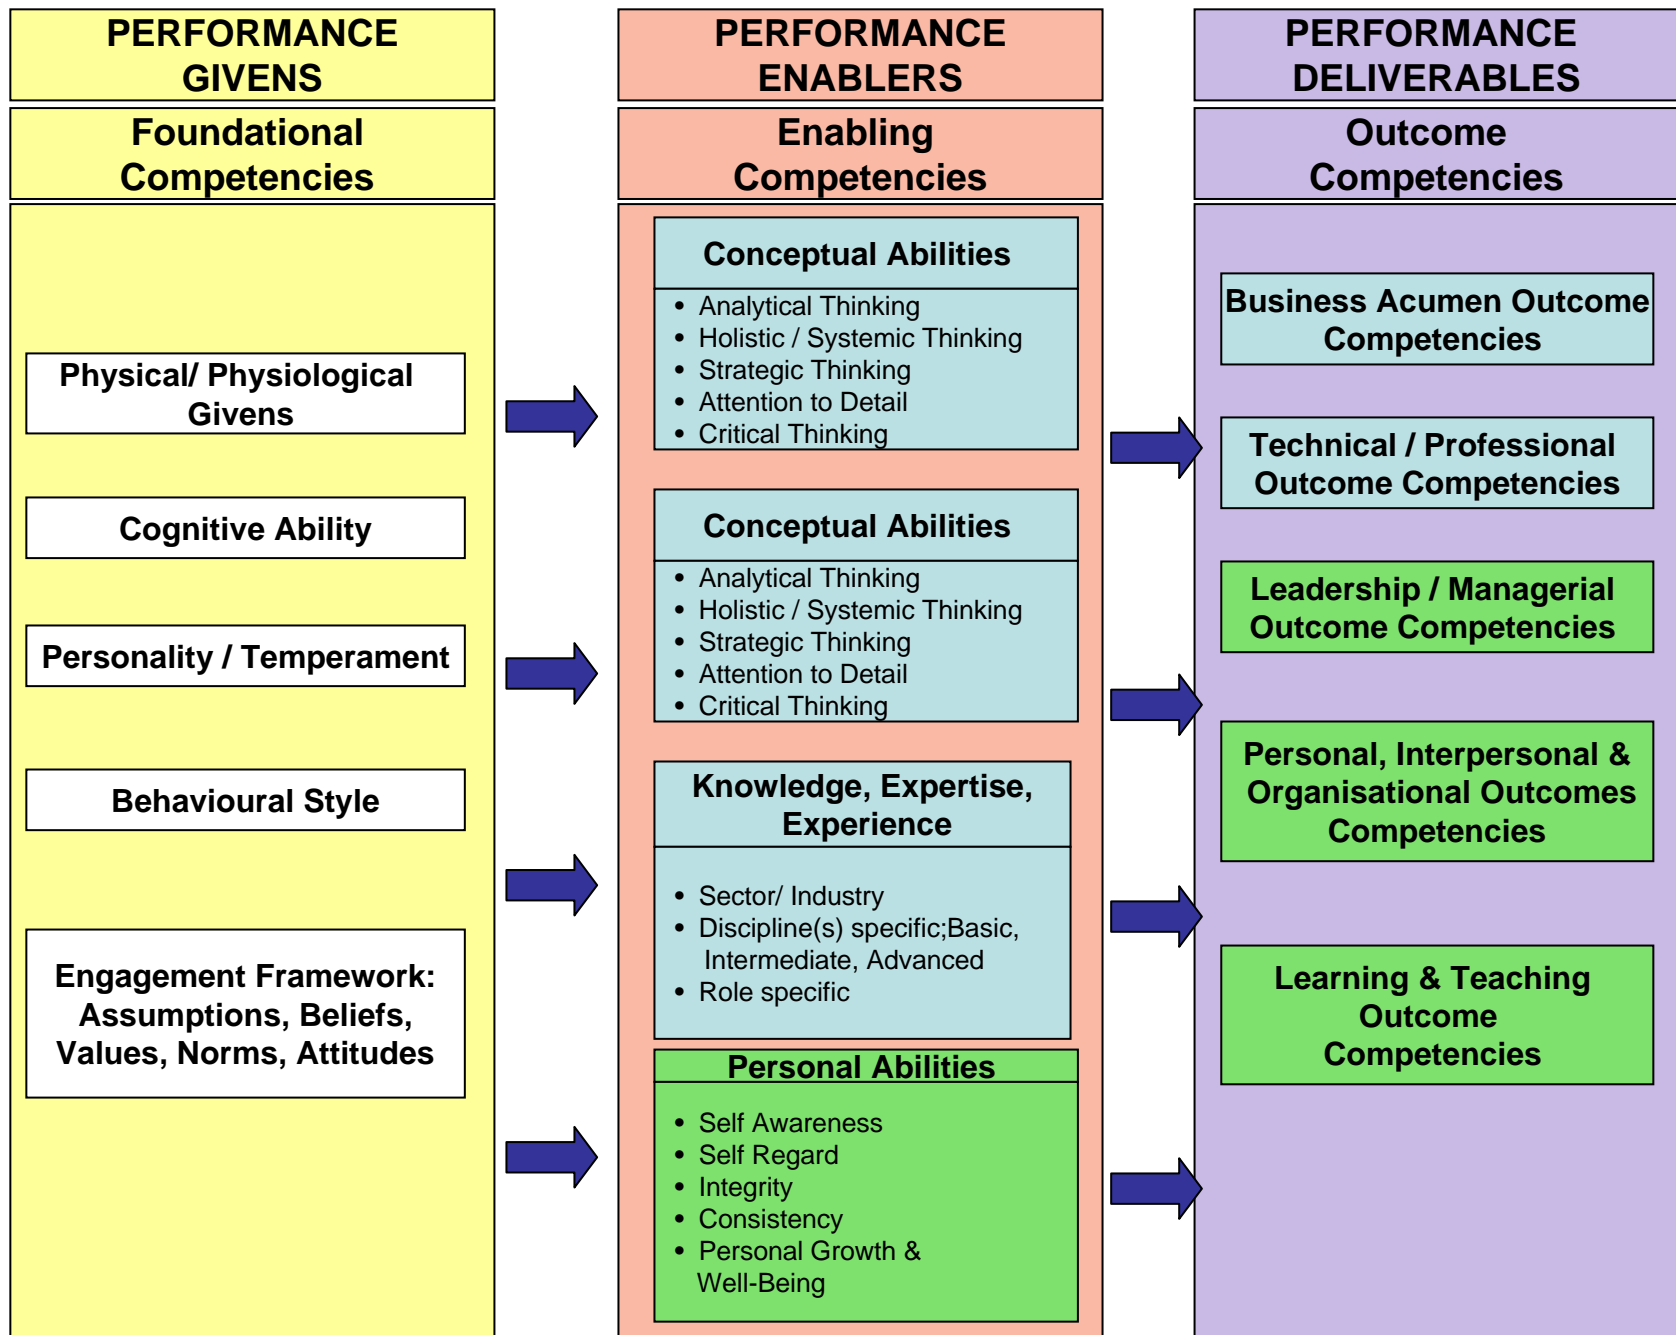 PERFORMANCE
GIVENS
Foundational
Competencies
Physical/ Physiological
Givens
Cognitive Ability
Personality / Temperament
Behavioural Style
Engagement Framework:
Assumptions, Beliefs,
Values, Norms, Attitudes
PERFORMANCE
ENABLERS
Enabling
Competencies
Conceptual Abilities
• Analytical Thinking
• Holistic / Systemic Thinking
• Strategic Thinking
• Attention to Detail
• Critical Thinking
Conceptual Abilities
• Analytical Thinking
• Holistic / Systemic Thinking
• Strategic Thinking
• Attention to Detail
• Critical Thinking
Knowledge, Expertise,
Experience
• Sector/ Industry
• Discipline(s) specific;Basic,
Intermediate, Advanced
• Role specific
Personal Abilities
• Self Awareness
• Self Regard
• Integrity
• Consistency
• Personal Growth &
Well-Being
PERFORMANCE
DELIVERABLES
Outcome
Competencies
Business Acumen Outcome
Competencies
Technical / Professional
Outcome Competencies
Leadership / Managerial
Outcome Competencies
Personal, Interpersonal &
Organisational Outcomes
Competencies
Learning & Teaching
Outcome
Competencies